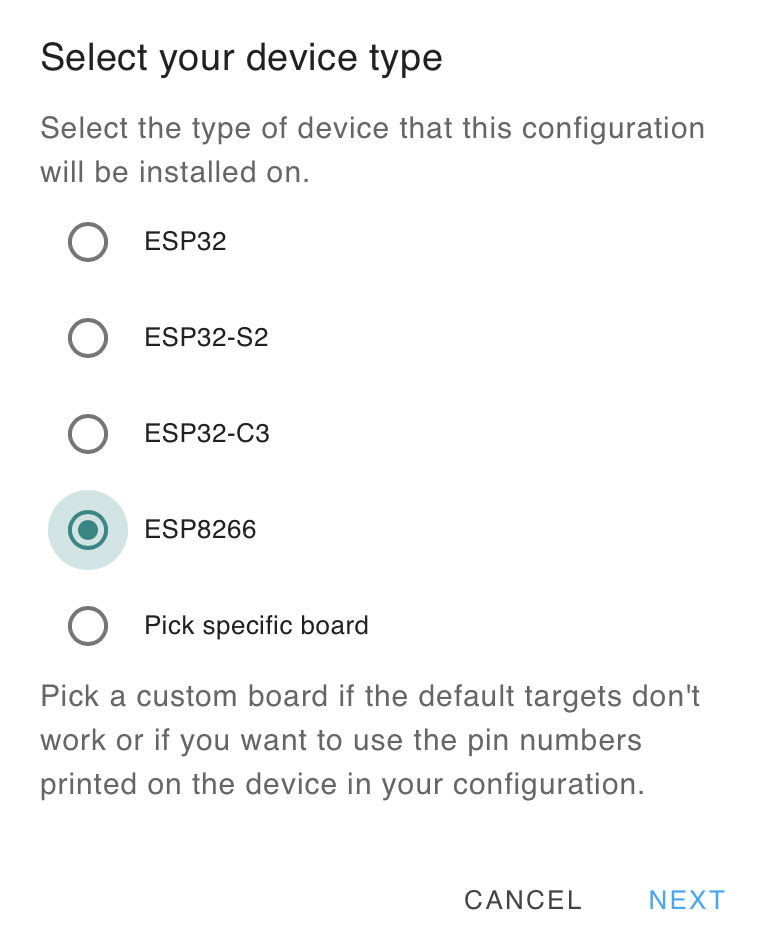 Select your device type
Select the type of device that this configuration
will be installed on.
ESP32
ESP32-S2
ESP32-C3
ESP8266
Pick specific board
Pick a custom board if the default targets don't
work or if you want to use the pin numbers
printed on the device in your configuration.
CANCEL NEXT